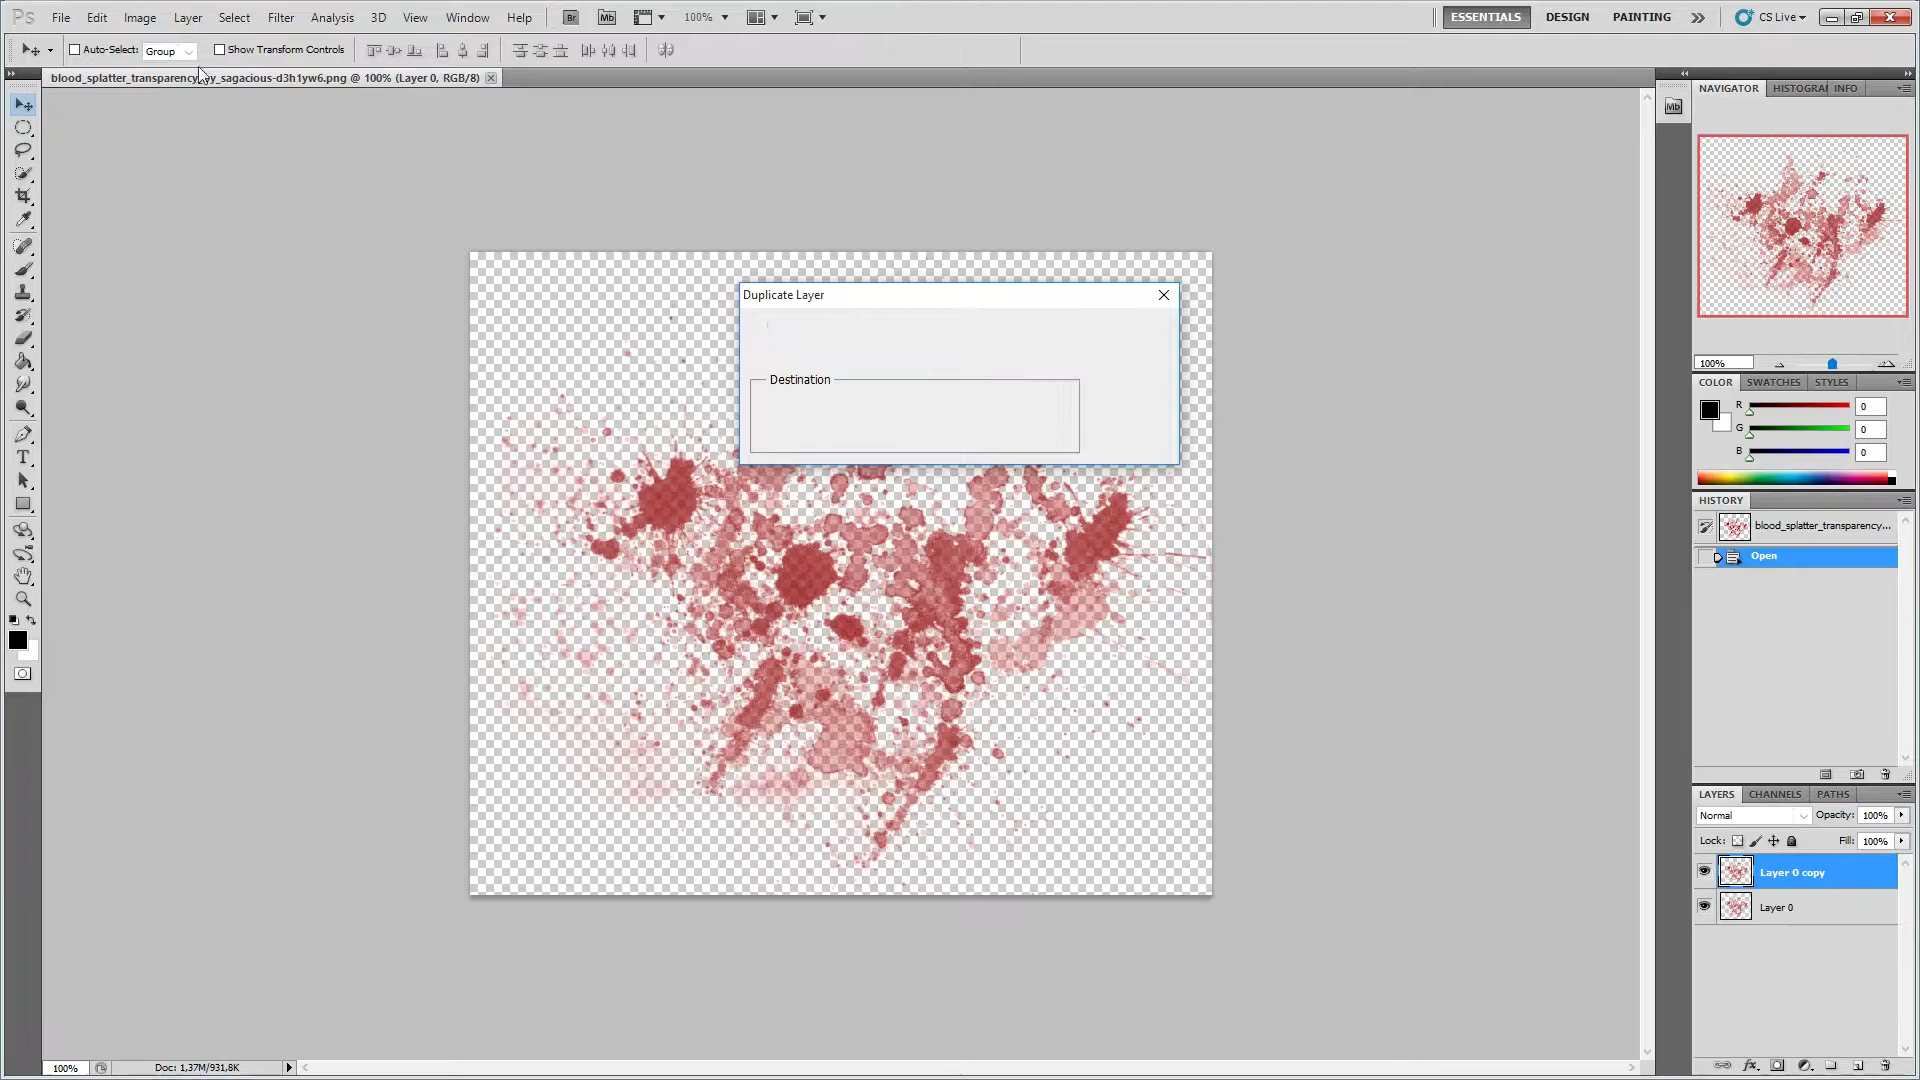 Ps File Edit Image Layer Select Filter Analysis 3D View Window Help Br Mb 100% ESSENTIALS DESIGN PAINTING CS Live
Auto-Select: Group Show Transform Controls
blood_splatter_transparency_by_sagacious-d3h1yw6.png @ 100% (Layer 0, RGB/8)
NAVIGATOR HISTOGRAM INFO
Mb
Duplicate Layer
Destination
100%
COLOR SWATCHES STYLES
R 0
G 0
B 0
HISTORY
blood_splatter_transparency...
Open
LAYERS CHANNELS PATHS
Normal Opacity: 100%
Lock: Fill: 100%
Layer 0 copy
Layer 0
100% Doc: 1,37M/931,8K